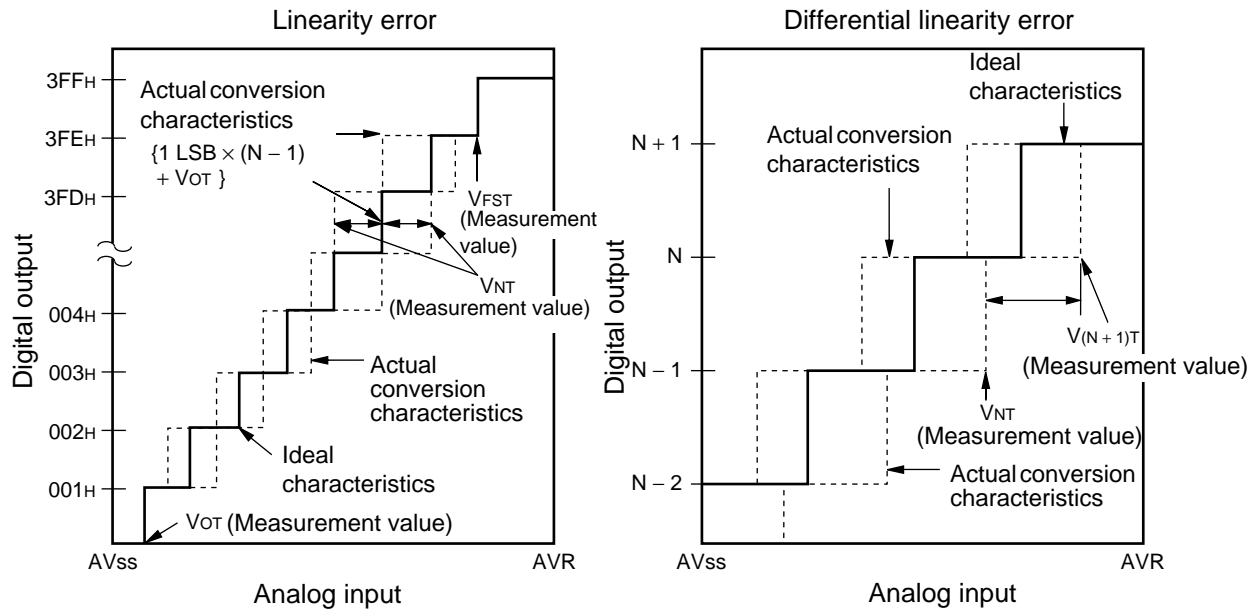 Linearity error
3FFH
3FEH
3FDH
004H
003H
002H
001H
Digital output
Actual conversion
characteristics
{1 LSB × (N − 1)
+ VOT }
VFST
(Measurement
value)
VNT
(Measurement value)
Actual
conversion
characteristics
Ideal
characteristics
VOT (Measurement value)
AVss
AVR
Analog input
Differential linearity error
N + 1
N
N − 1
N − 2
Digital output
Ideal
characteristics
Actual conversion
characteristics
V(N + 1)T
(Measurement value)
VNT
(Measurement value)
Actual conversion
characteristics
AVss
AVR
Analog input